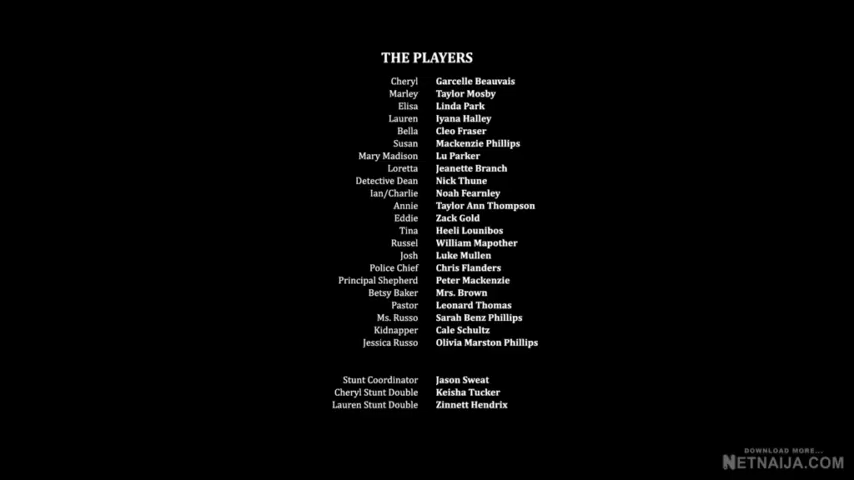 THE PLAYERS
Cheryl Garcelle Beauvais
Marley Taylor Mosby
Elisa Linda Park
Lauren Iyana Halley
Bella Cleo Fraser
Susan Mackenzie Phillips
Mary Madison Lu Parker
Loretta Jeanette Branch
Detective Dean Nick Thune
Ian/Charlie Noah Fearnley
Annie Taylor Ann Thompson
Eddie Zack Gold
Tina Heeli Lounibos
Russel William Mapother
Josh Luke Mullen
Police Chief Chris Flanders
Principal Shepherd Peter Mackenzie
Betsy Baker Mrs. Brown
Pastor Leonard Thomas
Ms. Russo Sarah Benz Phillips
Kidnapper Cale Schultz
Jessica Russo Olivia Marston Phillips
Stunt Coordinator Jason Sweat
Cheryl Stunt Double Keisha Tucker
Lauren Stunt Double Zinnett Hendrix
DOWNLOAD MORE...
NETNAIJA.COM